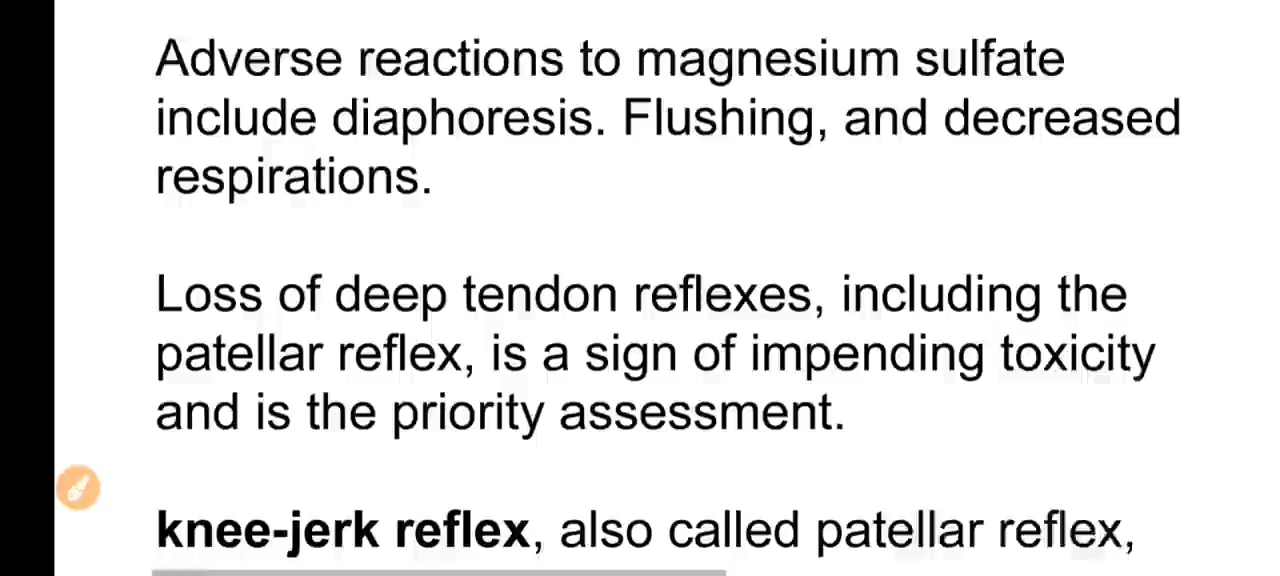 Adverse reactions to magnesium sulfate
include diaphoresis. Flushing, and decreased
respirations.
Loss of deep tendon reflexes, including the
patellar reflex, is a sign of impending toxicity
and is the priority assessment.
knee-jerk reflex, also called patellar reflex,